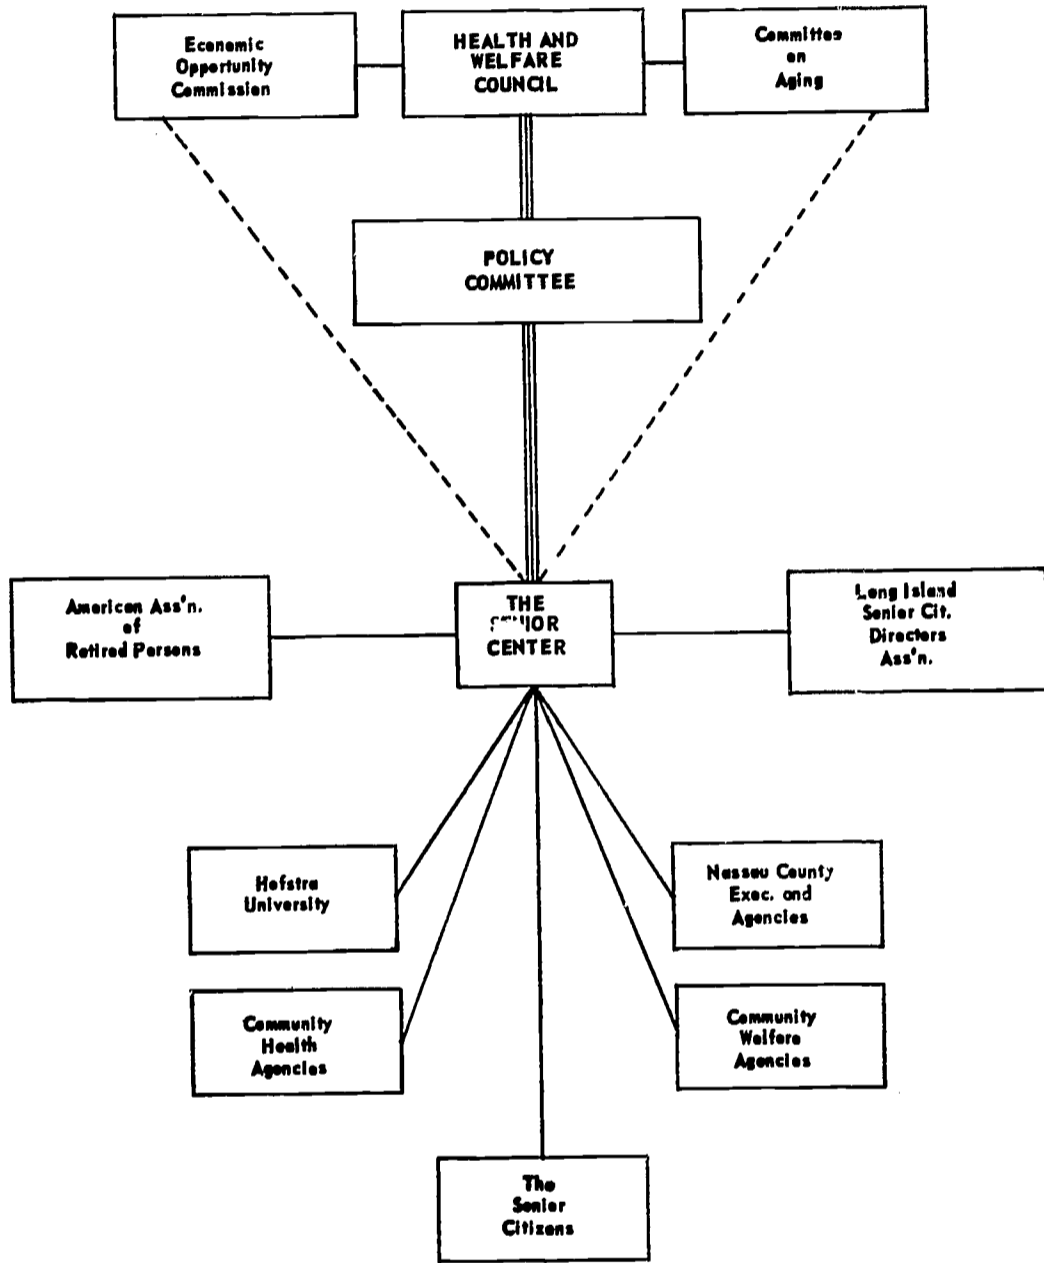 Economic
Opportunity
Commission
HEALTH AND
WELFARE
COUNCIL
Committee
on
Aging
POLICY
COMMITTEE
American Ass'n.
of
Retired Persons
THE
SENIOR
CENTER
Long Island
Senior Cit.
Directors
Ass'n.
Hofstra
University
Nassau County
Exec. and
Agencies
Community
Health
Agencies
Community
Welfare
Agencies
The
Senior
Citizens